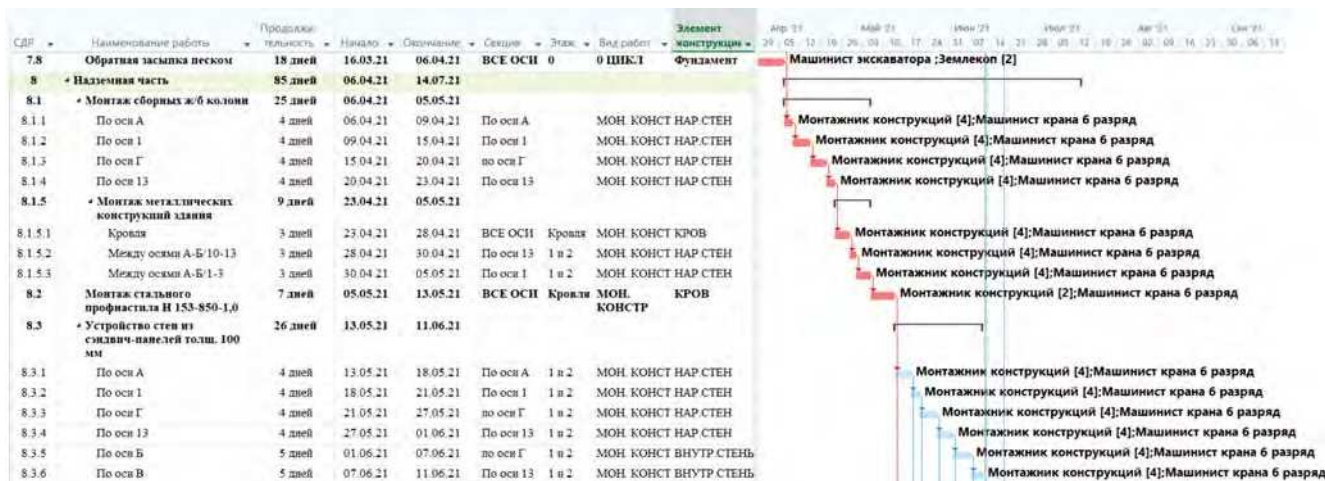 СДР Наименование работы Продолжи- тельность Начало Окончание Секция Этаж Вид работ Элемент конструкции Апр '21 Май '21 Июн '21 Июл '21 Авг '21 Сен '21
7.8 Обратная засыпка песком 18 дней 16.03.21 06.04.21 ВСЕ ОСИ 0 0 ЦИКЛ Фундамент Машинист экскаватора ;Землекоп [2]
8 Надземная часть 85 дней 06.04.21 14.07.21
8.1 Монтаж сборных ж/б колонн 25 дней 06.04.21 05.05.21
8.1.1 По оси А 4 дней 06.04.21 09.04.21 По оси А МОН. КОНСТ НАР.СТЕН Монтажник конструкций [4];Машинист крана 6 разряд
8.1.2 По оси 1 4 дней 09.04.21 15.04.21 По оси 1 МОН. КОНСТ НАР.СТЕН Монтажник конструкций [4];Машинист крана 6 разряд
8.1.3 По оси Г 4 дней 15.04.21 20.04.21 по оси Г МОН. КОНСТ НАР.СТЕН Монтажник конструкций [4];Машинист крана 6 разряд
8.1.4 По оси 13 4 дней 20.04.21 23.04.21 По оси 13 МОН. КОНСТ НАР.СТЕН Монтажник конструкций [4];Машинист крана 6 разряд
8.1.5 Монтаж металлических 9 дней 23.04.21 05.05.21
конструкций здания
8.1.5.1 Кровля 3 дней 23.04.21 28.04.21 ВСЕ ОСИ Кровля МОН. КОНСТ КРОВ Монтажник конструкций [4];Машинист крана 6 разряд
8.1.5.2 Между осями А-Б/10-13 3 дней 28.04.21 30.04.21 По оси 13 1 и 2 МОН. КОНСТ НАР.СТЕН Монтажник конструкций [4];Машинист крана 6 разряд
8.1.5.3 Между осями А-Б/1-3 3 дней 30.04.21 05.05.21 По оси 1 1 и 2 МОН. КОНСТ НАР.СТЕН Монтажник конструкций [4];Машинист крана 6 разряд
8.2 Монтаж стального 7 дней 05.05.21 13.05.21 ВСЕ ОСИ Кровля МОН. КРОВ Монтажник конструкций [2];Машинист крана 6 разряд
профнастила Н 153-850-1,0 КОНСТР
8.3 Устройство стен из 26 дней 13.05.21 11.06.21
сэндвич-панелей толщ. 100
мм
8.3.1 По оси А 4 дней 13.05.21 18.05.21 По оси А 1 и 2 МОН. КОНСТ НАР.СТЕН Монтажник конструкций [4];Машинист крана 6 разряд
8.3.2 По оси 1 4 дней 18.05.21 21.05.21 По оси 1 1 и 2 МОН. КОНСТ НАР.СТЕН Монтажник конструкций [4];Машинист крана 6 разряд
8.3.3 По оси Г 4 дней 21.05.21 27.05.21 по оси Г 1 и 2 МОН. КОНСТ НАР.СТЕН Монтажник конструкций [4];Машинист крана 6 разряд
8.3.4 По оси 13 4 дней 27.05.21 01.06.21 По оси 13 1 и 2 МОН. КОНСТ НАР.СТЕН Монтажник конструкций [4];Машинист крана 6 разряд
8.3.5 По оси Б 5 дней 01.06.21 07.06.21 по оси Г 1 и 2 МОН. КОНСТ ВНУТР.СТЕНЬ Монтажник конструкций [4];Машинист крана 6 разряд
8.3.6 По оси В 5 дней 07.06.21 11.06.21 По оси 13 1 и 2 МОН. КОНСТ ВНУТР.СТЕНЬ Монтажник конструкций [4];Машинист крана 6 разряд